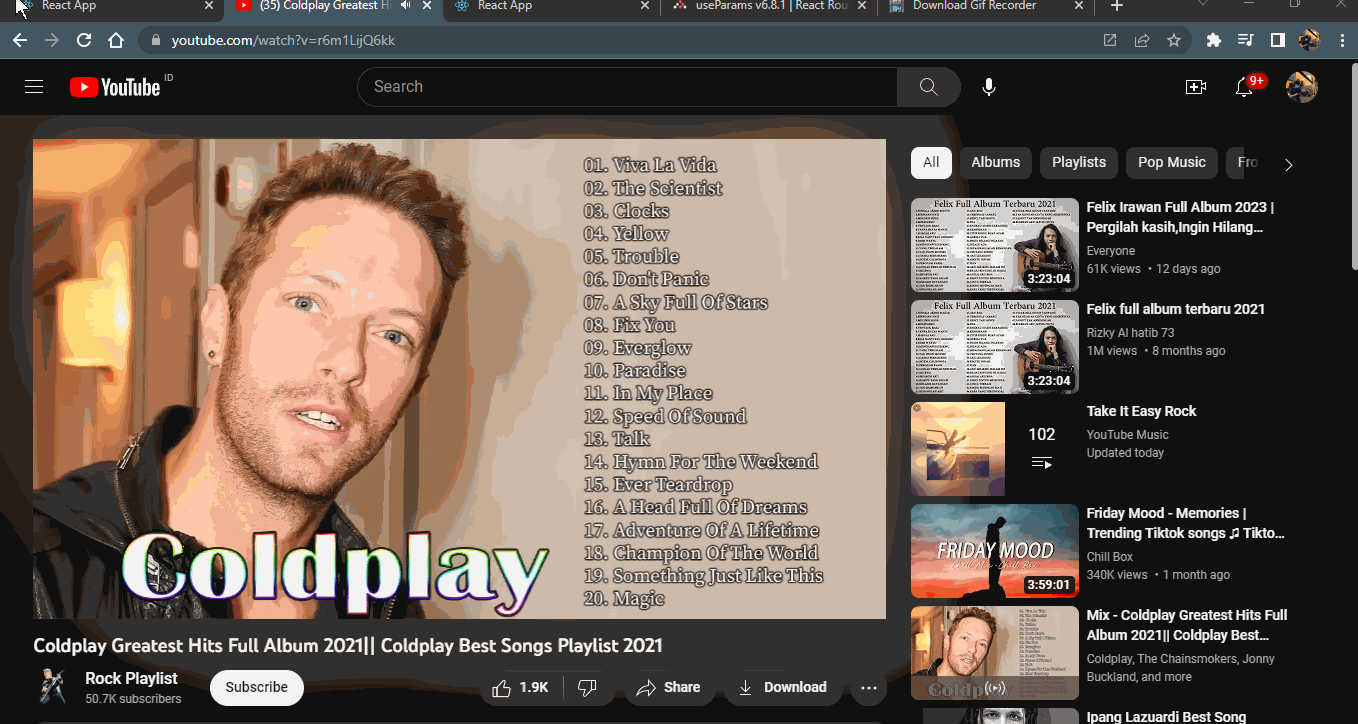 React App
(35) Coldplay Greatest Hi
React App
useParams v6.8.1 | React Rou
Download Gif Recorder
youtube.com/watch?v=r6m1LijQ6kk
YouTube ID
Search
9+
01. Viva La Vida
02. The Scientist
03. Clocks
04. Yellow
05. Trouble
06. Don't Panic
07. A Sky Full Of Stars
08. Fix You
09. Everglow
10. Paradise
11. In My Place
12. Speed Of Sound
13. Talk
14. Hymn For The Weekend
15. Ever Teardrop
16. A Head Full Of Dreams
17. Adventure Of A Lifetime
18. Champion Of The World
19. Something Just Like This
20. Magic
Coldplay
Coldplay Greatest Hits Full Album 2021|| Coldplay Best Songs Playlist 2021
Rock Playlist
50.7K subscribers
Subscribe
1.9K
Share
Download
All
Albums
Playlists
Pop Music
Fro
Felix Full Album Terbaru 2021
3:23:04
Felix Irawan Full Album 2023 |
Pergilah kasih,Ingin Hilang...
Everyone
61K views • 12 days ago
Felix Full Album Terbaru 2021
3:23:04
Felix full album terbaru 2021
Rizky Al hatib 73
1M views • 8 months ago
102
Take It Easy Rock
YouTube Music
Updated today
FRIDAY MOOD
3:59:01
Friday Mood - Memories |
Trending Tiktok songs ♫ Tikto...
Chill Box
340K views • 1 month ago
Coldplay
Mix - Coldplay Greatest Hits Full
Album 2021|| Coldplay Best...
Coldplay, The Chainsmokers, Jonny
Buckland, and more
Ipang Lazuardi Best Song